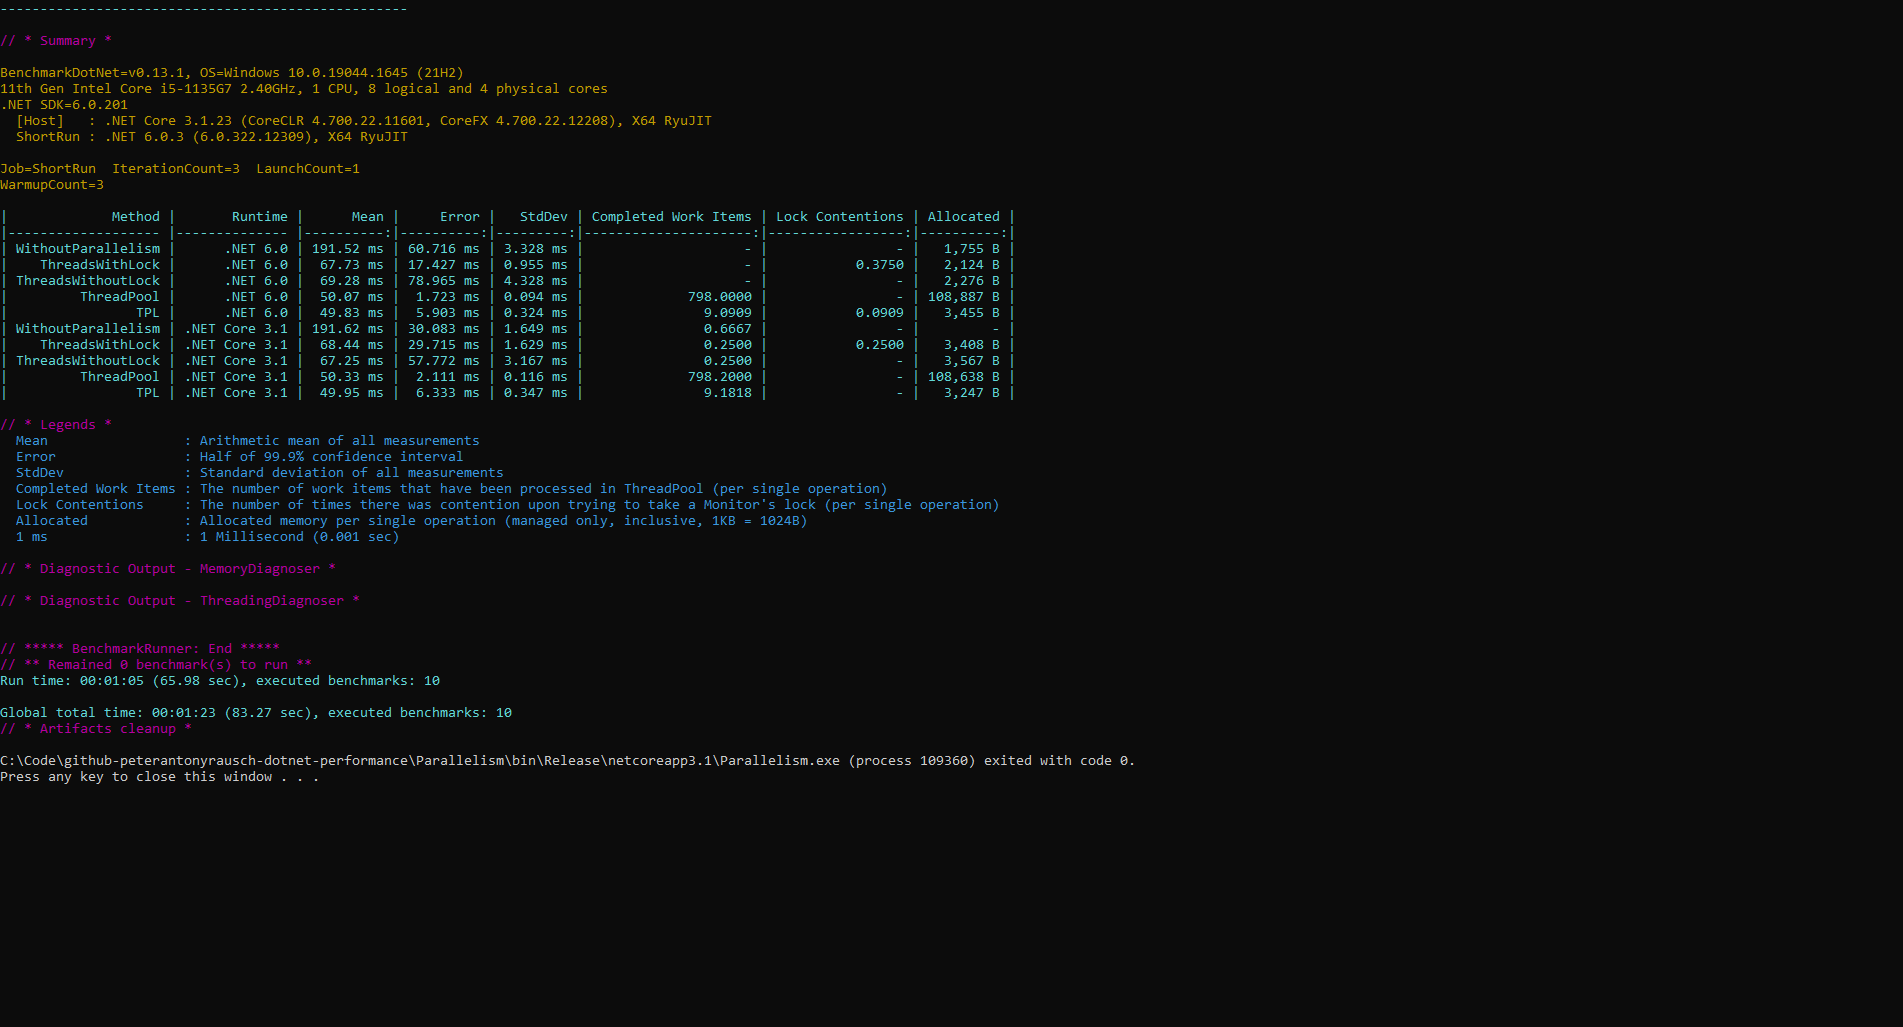 ---------------------------------------------------
// * Summary *
BenchmarkDotNet=v0.13.1, OS=Windows 10.0.19044.1645 (21H2)
11th Gen Intel Core i5-1135G7 2.40GHz, 1 CPU, 8 logical and 4 physical cores
.NET SDK=6.0.201
  [Host]   : .NET Core 3.1.23 (CoreCLR 4.700.22.11601, CoreFX 4.700.22.12208), X64 RyuJIT
  ShortRun : .NET 6.0.3 (6.0.322.12309), X64 RyuJIT
Job=ShortRun  IterationCount=3  LaunchCount=1
WarmupCount=3
|             Method |       Runtime |      Mean |     Error |   StdDev | Completed Work Items | Lock Contentions | Allocated |
|------------------- |-------------- |----------:|----------:|---------:|---------------------:|-----------------:|----------:|
| WithoutParallelism |      .NET 6.0 | 191.52 ms | 60.716 ms | 3.328 ms |                    - |                - |   1,755 B |
|    ThreadsWithLock |      .NET 6.0 |  67.73 ms | 17.427 ms | 0.955 ms |                    - |           0.3750 |   2,124 B |
| ThreadsWithoutLock |      .NET 6.0 |  69.28 ms | 78.965 ms | 4.328 ms |                    - |                - |   2,276 B |
|         ThreadPool |      .NET 6.0 |  50.07 ms |  1.723 ms | 0.094 ms |             798.0000 |                - | 108,887 B |
|                TPL |      .NET 6.0 |  49.83 ms |  5.903 ms | 0.324 ms |               9.0909 |           0.0909 |   3,455 B |
| WithoutParallelism | .NET Core 3.1 | 191.62 ms | 30.083 ms | 1.649 ms |               0.6667 |                - |         - |
|    ThreadsWithLock | .NET Core 3.1 |  68.44 ms | 29.715 ms | 1.629 ms |               0.2500 |           0.2500 |   3,408 B |
| ThreadsWithoutLock | .NET Core 3.1 |  67.25 ms | 57.772 ms | 3.167 ms |               0.2500 |                - |   3,567 B |
|         ThreadPool | .NET Core 3.1 |  50.33 ms |  2.111 ms | 0.116 ms |             798.2000 |                - | 108,638 B |
|                TPL | .NET Core 3.1 |  49.95 ms |  6.333 ms | 0.347 ms |               9.1818 |                - |   3,247 B |
// * Legends *
  Mean                 : Arithmetic mean of all measurements
  Error                : Half of 99.9% confidence interval
  StdDev               : Standard deviation of all measurements
  Completed Work Items : The number of work items that have been processed in ThreadPool (per single operation)
  Lock Contentions     : The number of times there was contention upon trying to take a Monitor's lock (per single operation)
  Allocated            : Allocated memory per single operation (managed only, inclusive, 1KB = 1024B)
  1 ms                 : 1 Millisecond (0.001 sec)
// * Diagnostic Output - MemoryDiagnoser *
// * Diagnostic Output - ThreadingDiagnoser *
// ***** BenchmarkRunner: End *****
// ** Remained 0 benchmark(s) to run **
Run time: 00:01:05 (65.98 sec), executed benchmarks: 10
Global total time: 00:01:23 (83.27 sec), executed benchmarks: 10
// * Artifacts cleanup *
C:\Code\github-peterantonyrausch-dotnet-performance\Parallelism\bin\Release\netcoreapp3.1\Parallelism.exe (process 109360) exited with code 0.
Press any key to close this window . . .